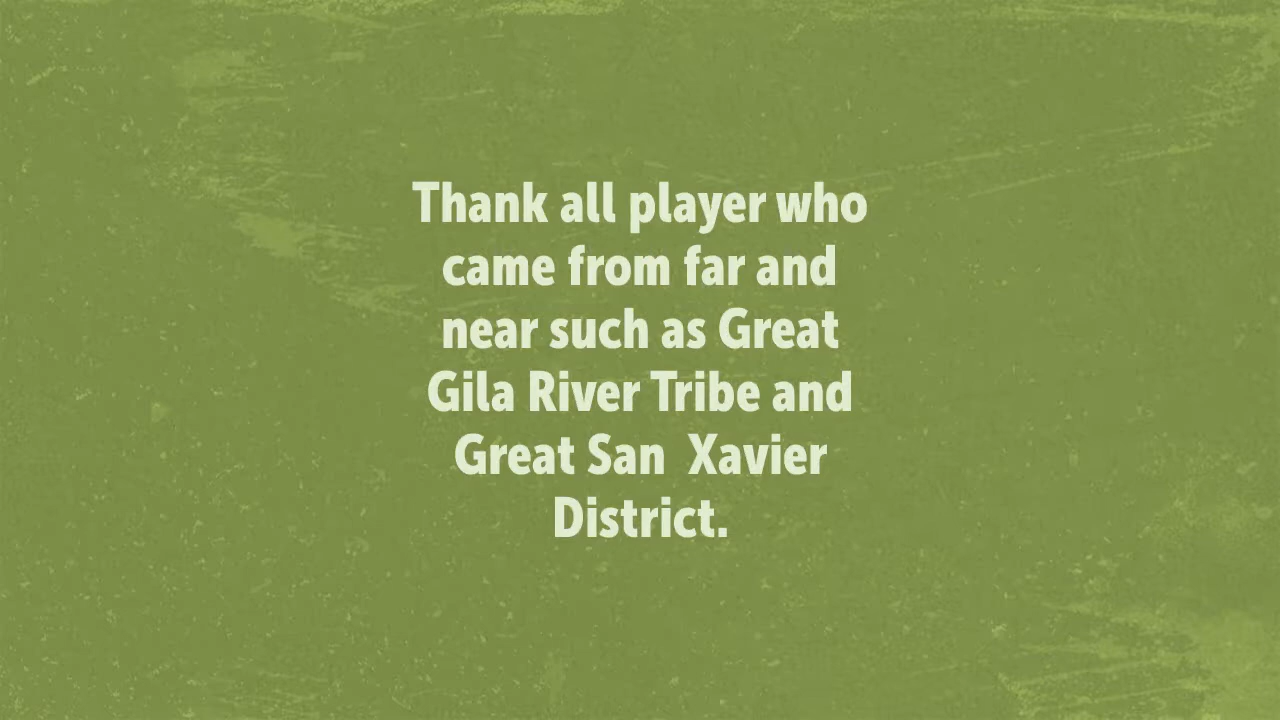 Thank all player who
came from far and
near such as Great
Gila River Tribe and
Great San  Xavier
District.